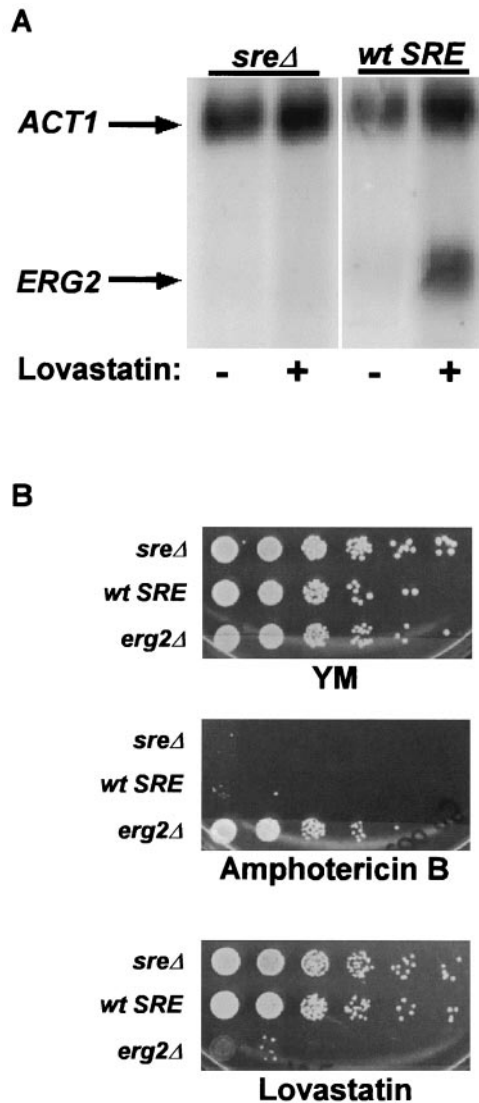 A
sreΔ wt SRE
ACT1
ERG2
Lovastatin: - + - +
B
sreΔ
wt SRE
erg2Δ
YM
sreΔ
wt SRE
erg2Δ
Amphotericin B
sreΔ
wt SRE
erg2Δ
Lovastatin